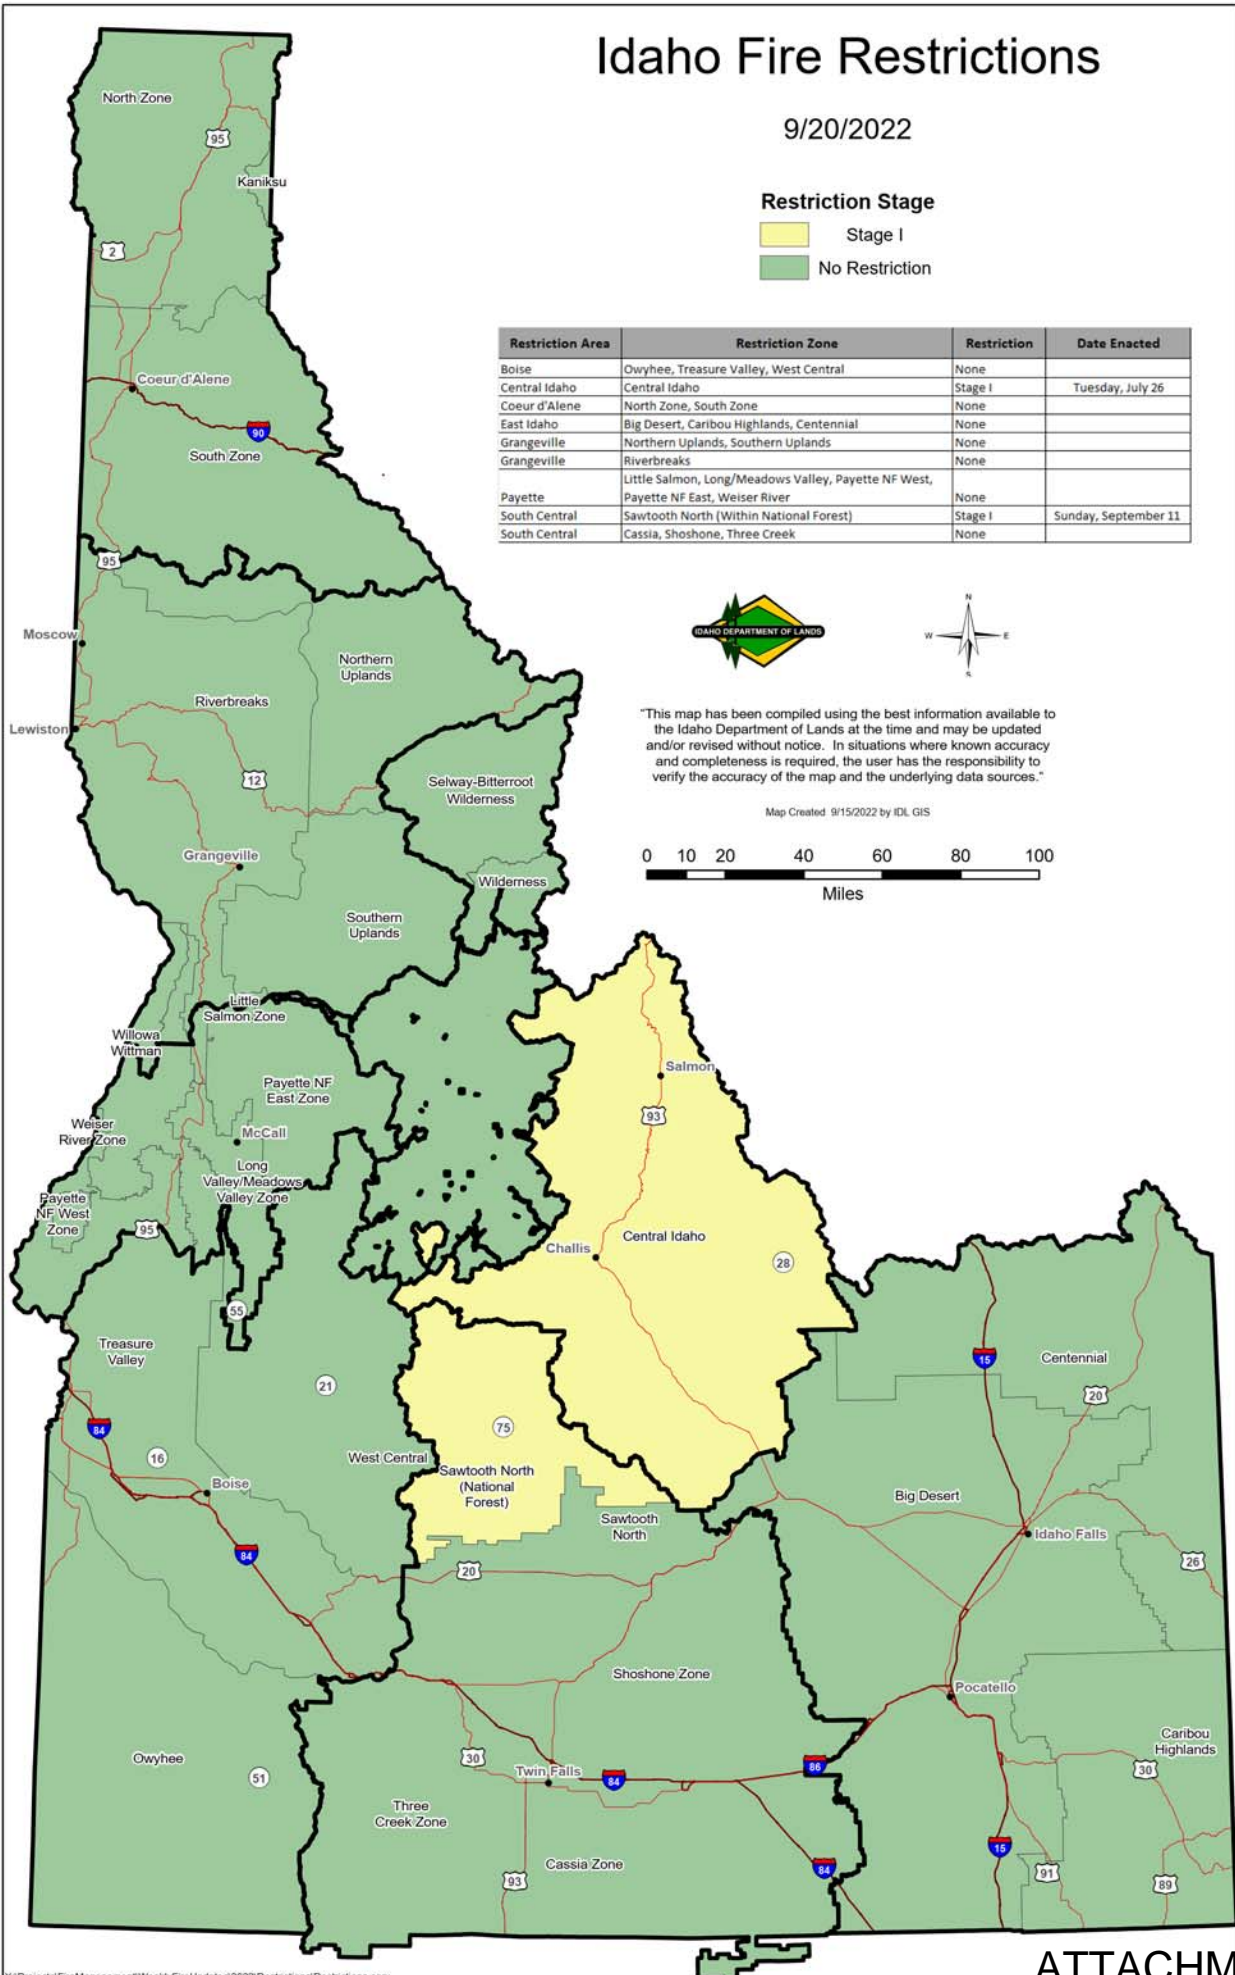 Idaho Fire Restrictions
9/20/2022
Restriction Stage
Stage I
No Restriction
Restriction Area Restriction Zone Restriction Date Enacted
Boise Owyhee, Treasure Valley, West Central None
Central Idaho Central Idaho Stage I Tuesday, July 26
Coeur d'Alene North Zone, South Zone None
East Idaho Big Desert, Caribou Highlands, Centennial None
Grangeville Northern Uplands, Southern Uplands None
Grangeville Riverbreaks None
Little Salmon, Long/Meadows Valley, Payette NF West,
Payette Payette NF East, Weiser River None
South Central Sawtooth North (Within National Forest) Stage I Sunday, September 11
South Central Cassia, Shoshone, Three Creek None
IDAHO DEPARTMENT OF LANDS
N
W E
S
"This map has been compiled using the best information available to
the Idaho Department of Lands at the time and may be updated
and/or revised without notice. In situations where known accuracy
and completeness is required, the user has the responsibility to
verify the accuracy of the map and the underlying data sources."
Map Created 9/15/2022 by IDL GIS
0 10 20 40 60 80 100
Miles
North Zone
95
Kaniksu
2
Coeur d'Alene
90
South Zone
95
Moscow
Northern
Uplands
Riverbreaks
Lewiston
12
Selway-Bitterroot
Wilderness
Grangeville
Wilderness
Southern
Uplands
Little
Salmon Zone
Willowa
Wittman
Payette NF
East Zone
Salmon
93
Weiser
River Zone
McCall
Long
Valley/Meadows
Valley Zone
Payette
NF West
Zone
95
Central Idaho
Challis
28
55
Treasure
Valley
15
Centennial
21
20
75
84
16
West Central
Sawtooth North
(National
Forest)
Boise
Big Desert
Sawtooth
North
Idaho Falls
84
20
26
Shoshone Zone
Pocatello
Owyhee
51
30
Twin Falls
84
86
Caribou
Highlands
30
Three
Creek Zone
Cassia Zone
93
84
15
91
89
ATTACHM